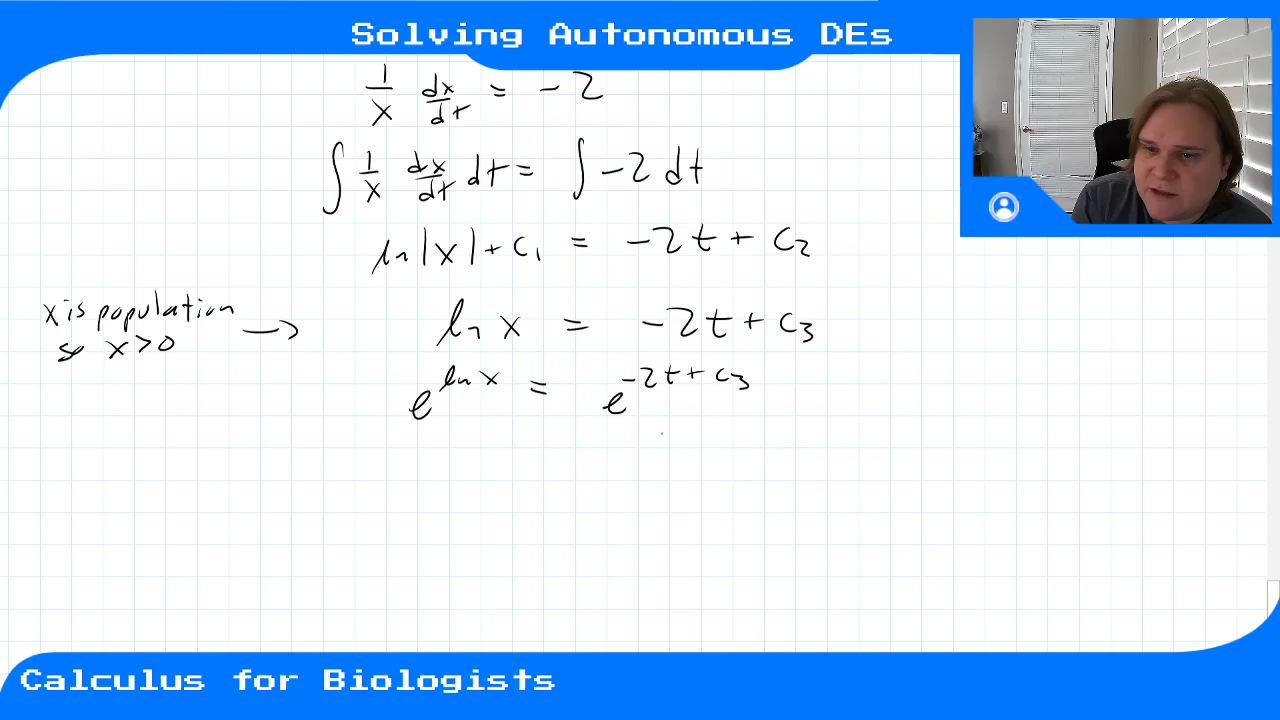 Solving Autonomous DEs
1/x dx/dt = -2
∫ 1/x dx/dt dt = ∫ -2 dt
ln|x| + c₁ = -2t + c₂
x is population
so x > 0 →
ln x = -2t + c₃
e^(ln x) = e^(-2t + c₃)
Calculus for Biologists